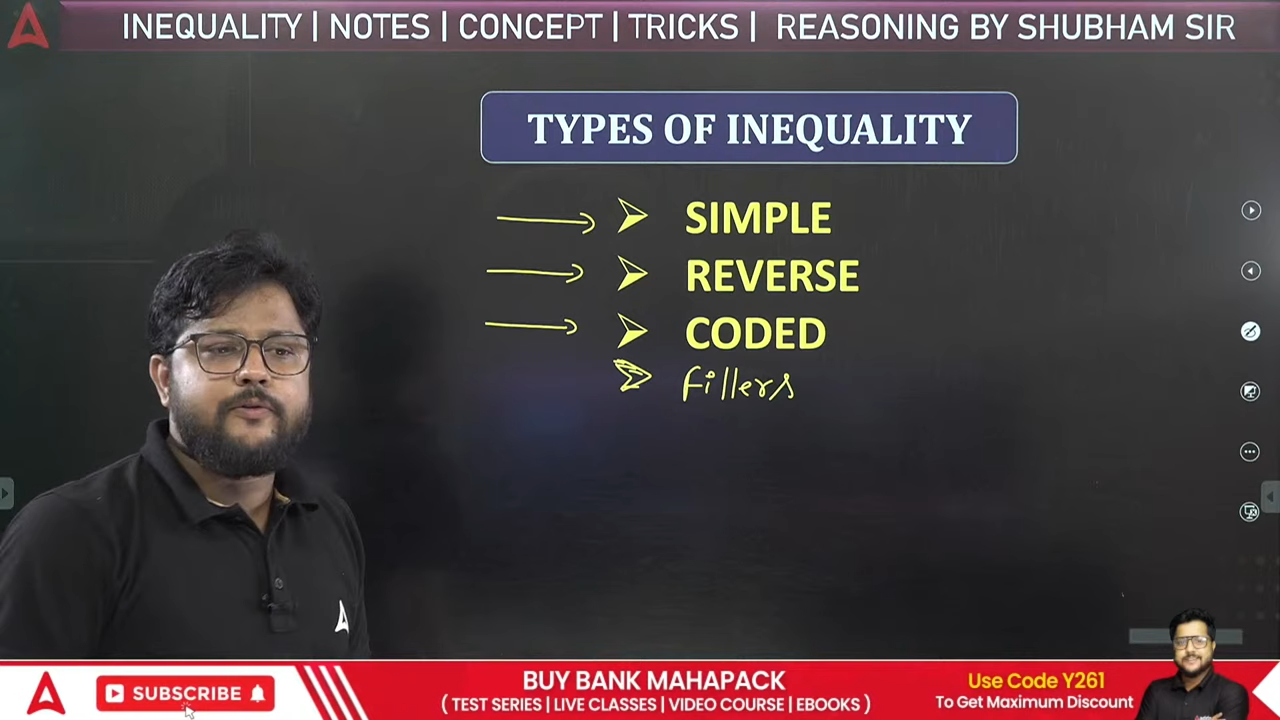 INEQUALITY | NOTES | CONCEPT | TRICKS | REASONING BY SHUBHAM SIR
TYPES OF INEQUALITY
SIMPLE
REVERSE
CODED
Fillers
SUBSCRIBE
BUY BANK MAHAPACK
( TEST SERIES | LIVE CLASSES | VIDEO COURSE | EBOOKS )
Use Code Y261
To Get Maximum Discount